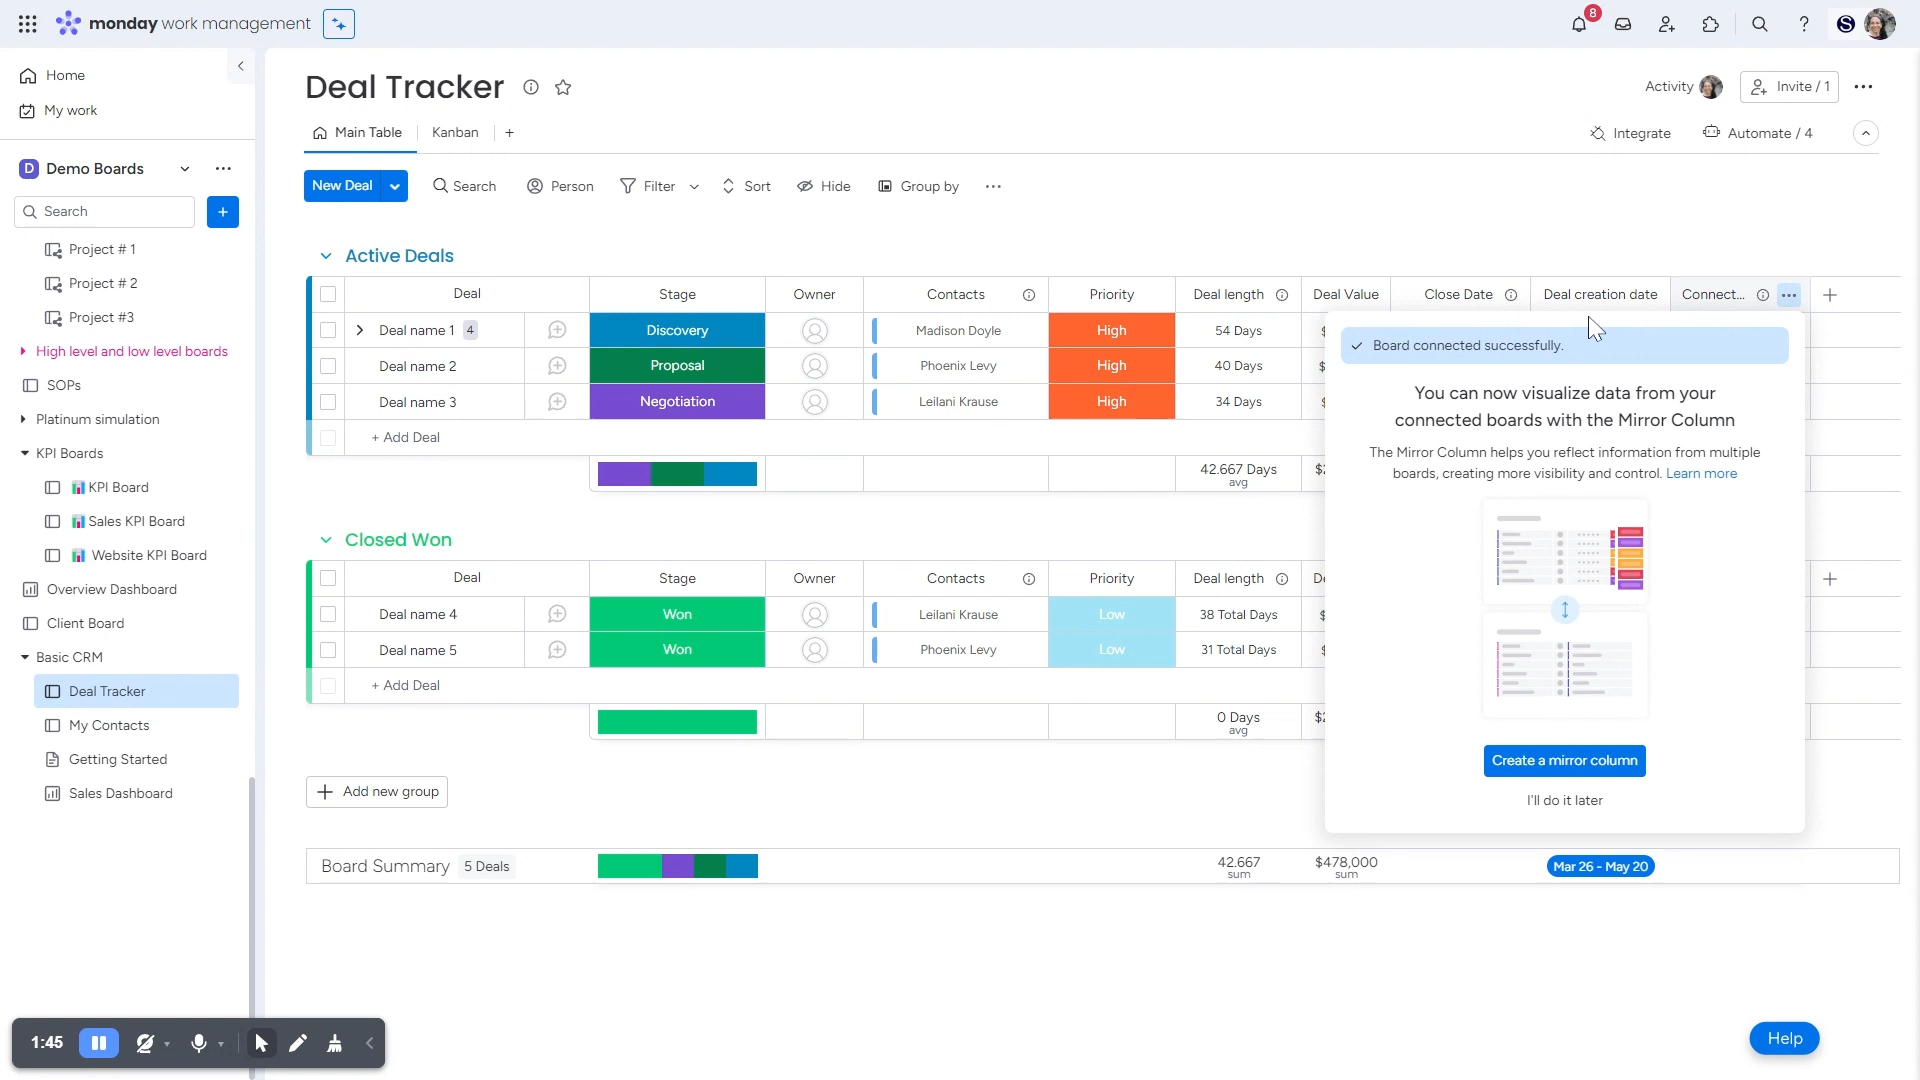 monday work management
8
Home
My work
D Demo Boards
Search
Project # 1
Project # 2
Project #3
High level and low level boards
SOPs
Platinum simulation
KPI Boards
KPI Board
Sales KPI Board
Website KPI Board
Overview Dashboard
Client Board
Basic CRM
Deal Tracker
My Contacts
Getting Started
Sales Dashboard
Deal Tracker
Activity
Invite / 1
Main Table
Kanban
Integrate
Automate / 4
New Deal
Search
Person
Filter
Sort
Hide
Group by
Active Deals
Deal Stage Owner Contacts Priority Deal length Deal Value Close Date Deal creation date Connect...
Deal name 1 4 Discovery Madison Doyle High 54 Days $
Deal name 2 Proposal Phoenix Levy High 40 Days $
Deal name 3 Negotiation Leilani Krause High 34 Days $
+ Add Deal
42.667 Days
avg
Closed Won
Deal Stage Owner Contacts Priority Deal length
Deal name 4 Won Leilani Krause Low 38 Total Days $
Deal name 5 Won Phoenix Levy Low 31 Total Days $
+ Add Deal
0 Days
avg
Add new group
Board Summary 5 Deals
42.667
sum
$478,000
sum
Mar 26 - May 20
Board connected successfully.
You can now visualize data from your
connected boards with the Mirror Column
The Mirror Column helps you reflect information from multiple
boards, creating more visibility and control. Learn more
Create a mirror column
I'll do it later
1:45
Help